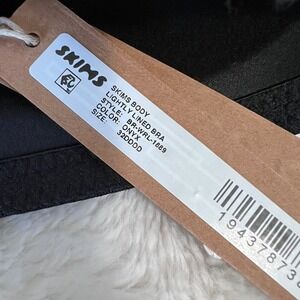 SKIMS
SKIMS BODY
LIGHTLY LINED BRA
STYLE: BR-WRL-1889
COLOR: ONYX
SIZE: 32DDD
19437873